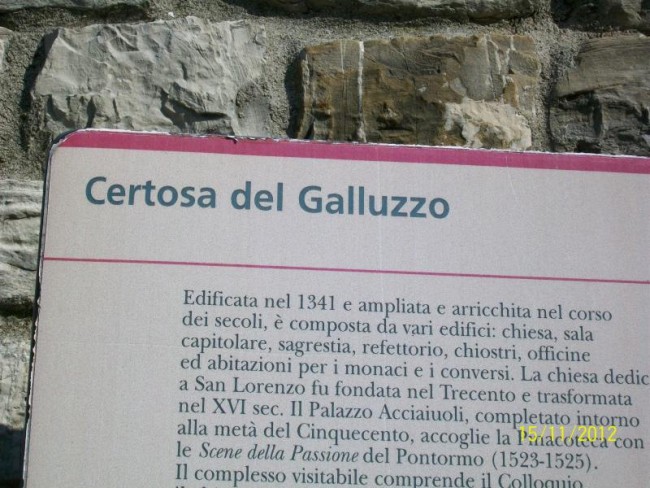 Certosa del Galluzzo
Edificata nel 1341 e ampliata e arricchita nel corso
dei secoli, è composta da vari edifici: chiesa, sala
capitolare, sagrestia, refettorio, chiostri, officine
ed abitazioni per i monaci e i conversi. La chiesa dedic
a San Lorenzo fu fondata nel Trecento e trasformata
nel XVI sec. Il Palazzo Acciaiuoli, completato intorno
alla metà del Cinquecento, accoglie la Pinacoteca con
15/11/2012
le Scene della Passione del Pontormo (1523-1525).
Il complesso visitabile comprende il Colloquio